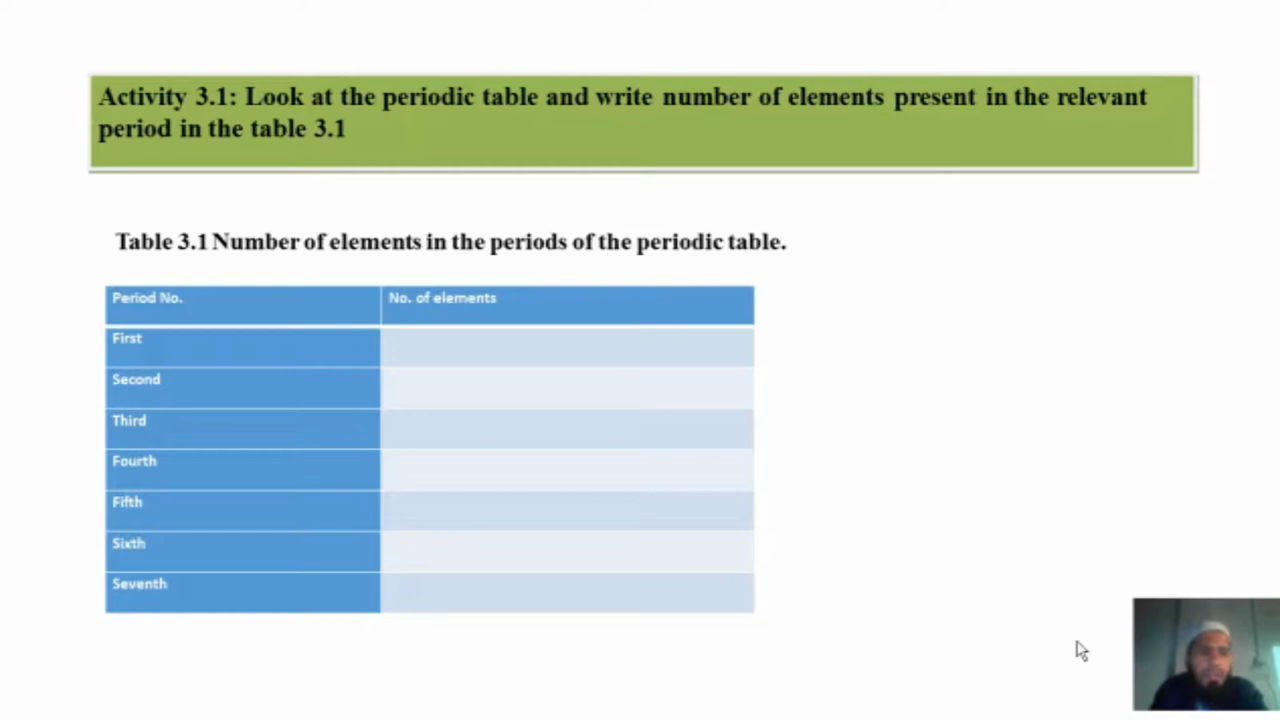 Activity 3.1: Look at the periodic table and write number of elements present in the relevant
period in the table 3.1
Table 3.1 Number of elements in the periods of the periodic table.
Period No. No. of elements
First
Second
Third
Fourth
Fifth
Sixth
Seventh